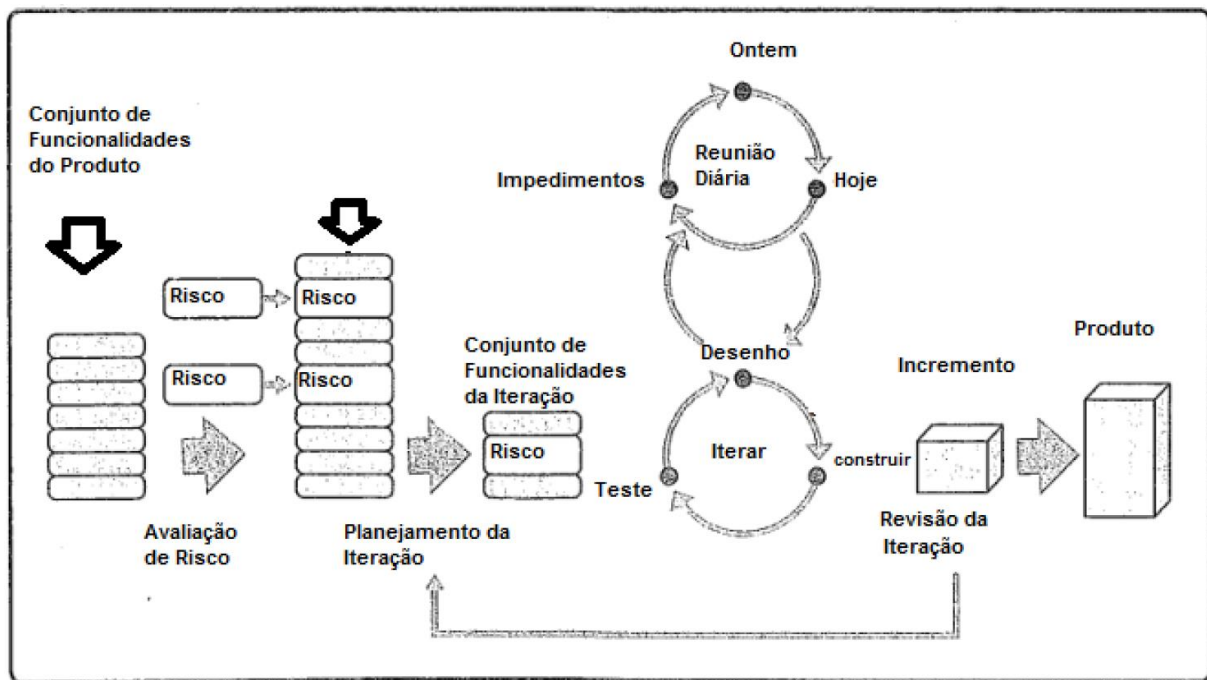 Ontem
Conjunto de
Funcionalidades
do Produto
Reunião
Diária
Impedimentos
Hoje
Risco
Risco
Risco
Risco
Conjunto de
Funcionalidades
da Iteração
Risco
Desenho
Iterar
Teste
construir
Incremento
Produto
Avaliação
de Risco
Planejamento da
Iteração
Revisão da
Iteração